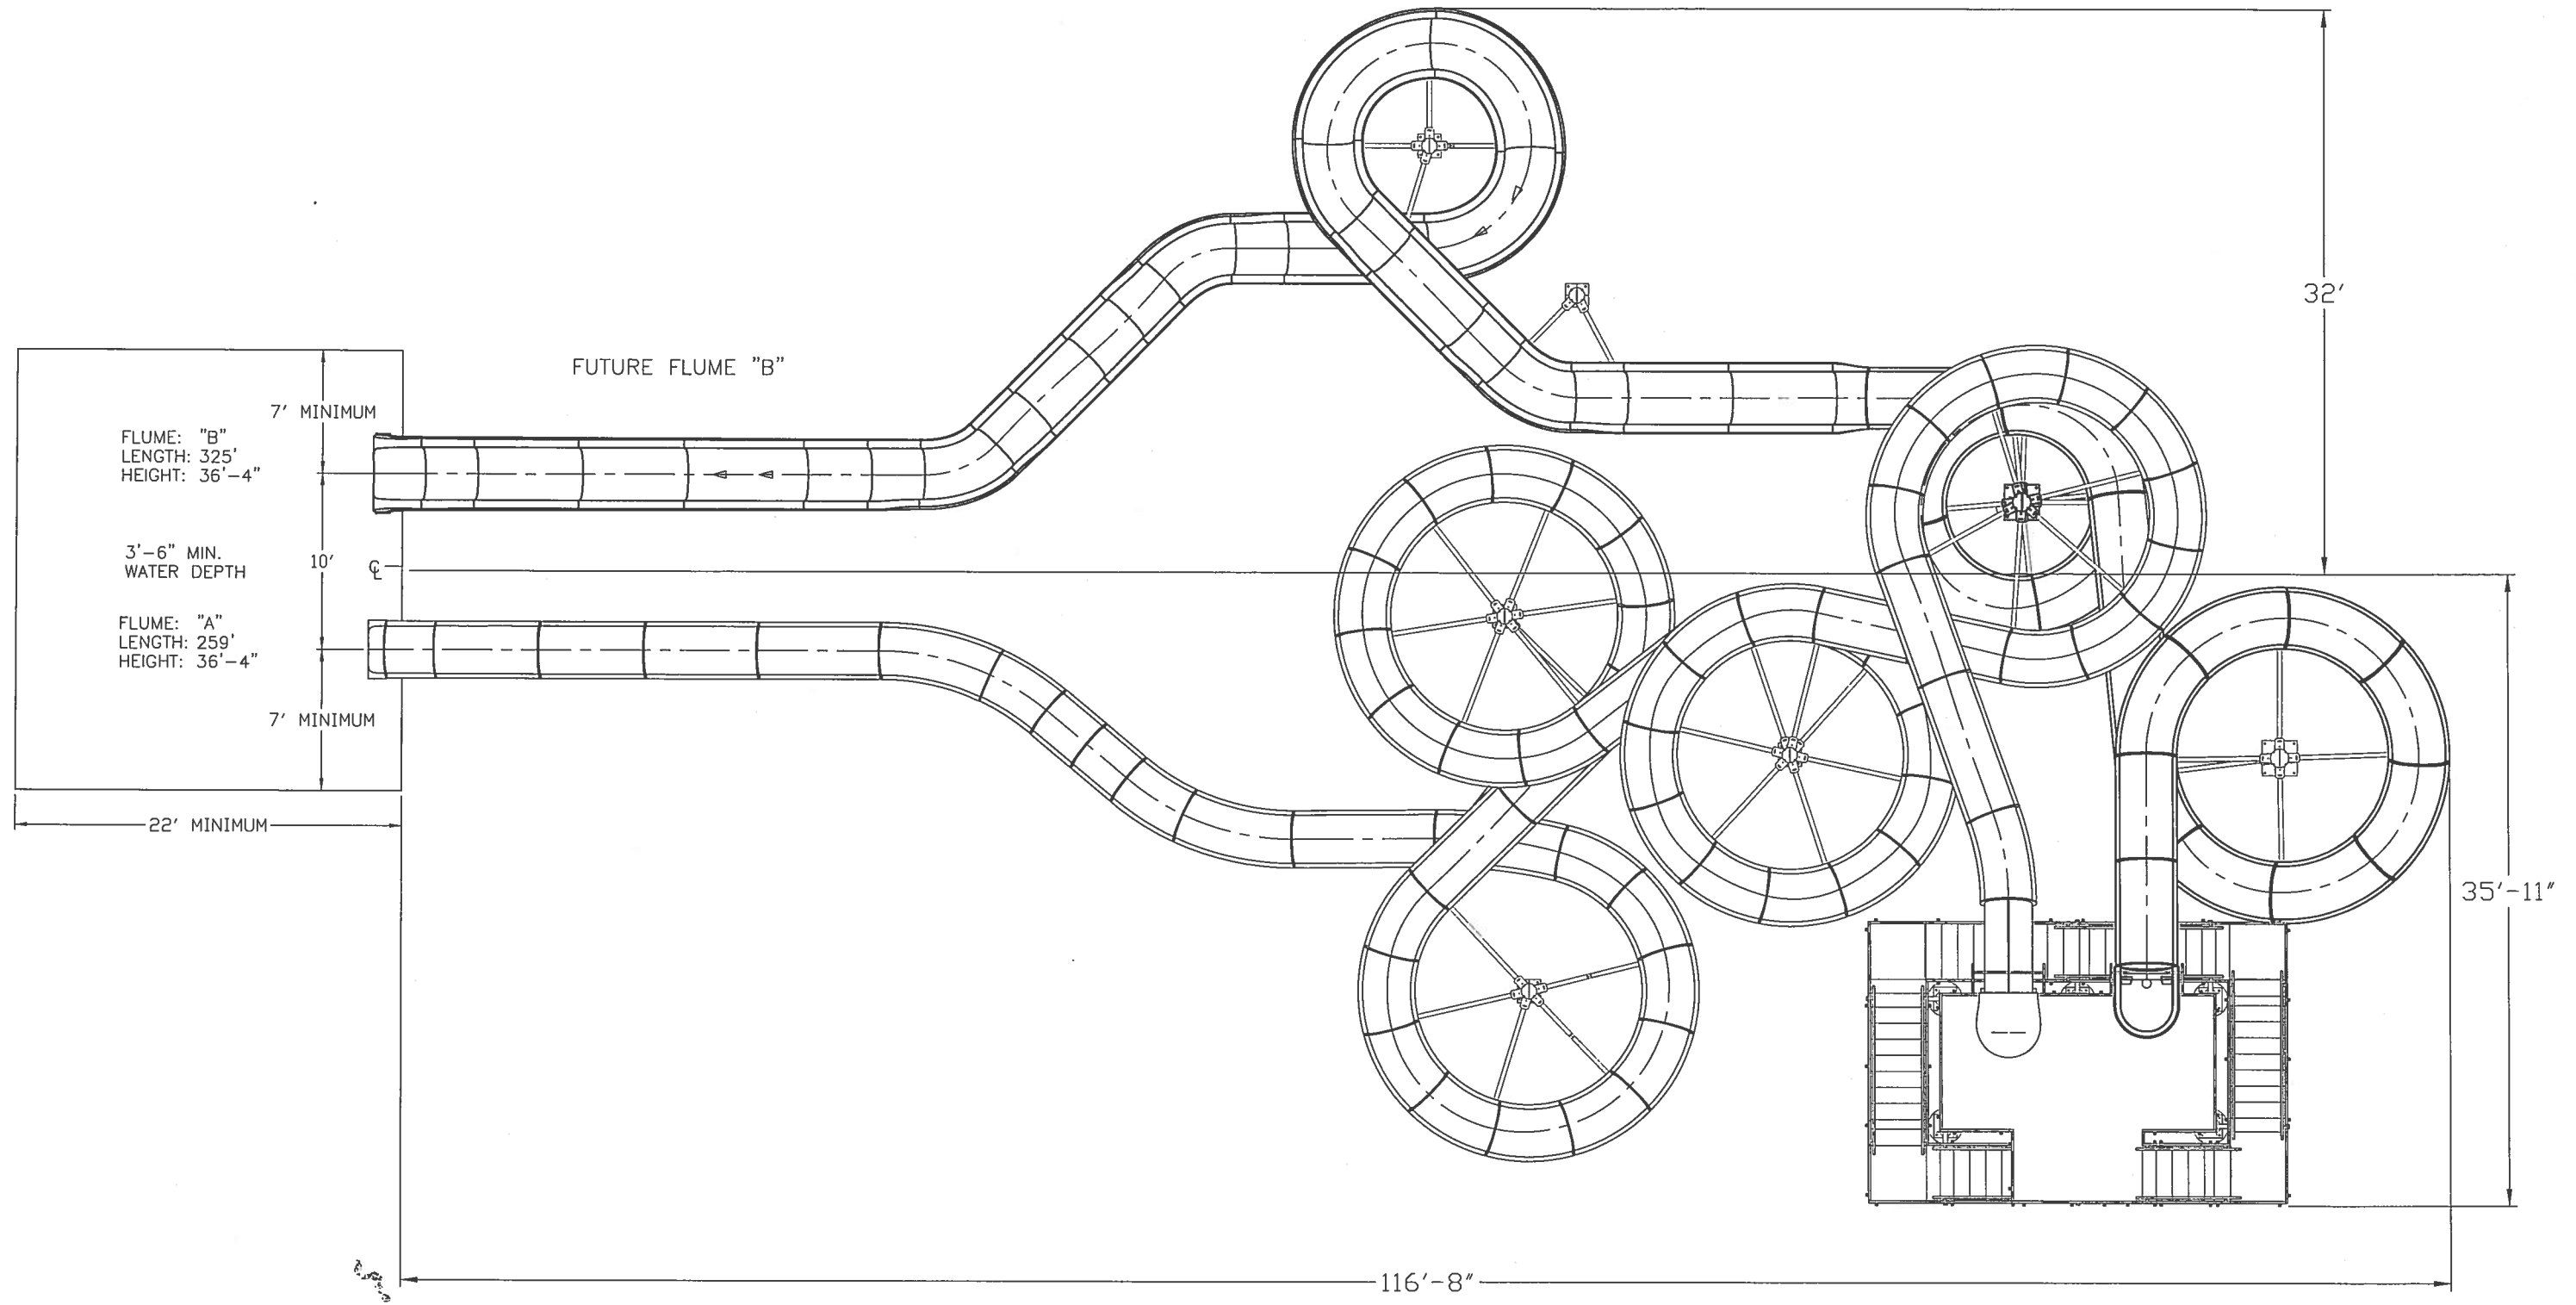 32'
FUTURE FLUME "B"
7' MINIMUM
FLUME: "B"
LENGTH: 325'
HEIGHT: 36'-4"
3'-6" MIN.
WATER DEPTH
10'
℄
FLUME: "A"
LENGTH: 259'
HEIGHT: 36'-4"
7' MINIMUM
22' MINIMUM
35'-11"
116'-8"